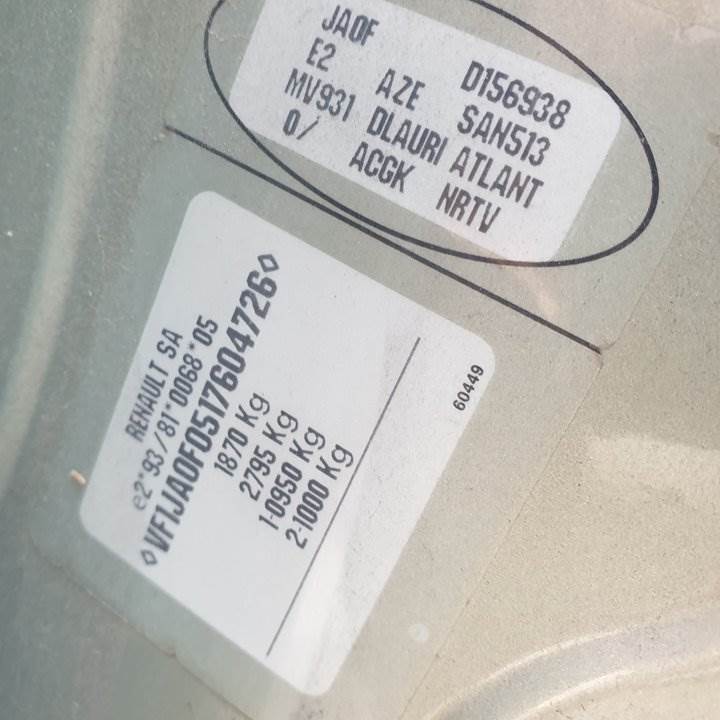 JA0F D156938
E2 AZE SAN513
MV931 DLAURI ATLANT
0/ ACGK NRTV
RENAULT SA
e2*93/81*0068*05
◊VF1JA0F0517604726◊
1870 Kg
2795 Kg
1-0950 Kg
2-1000 Kg
60449